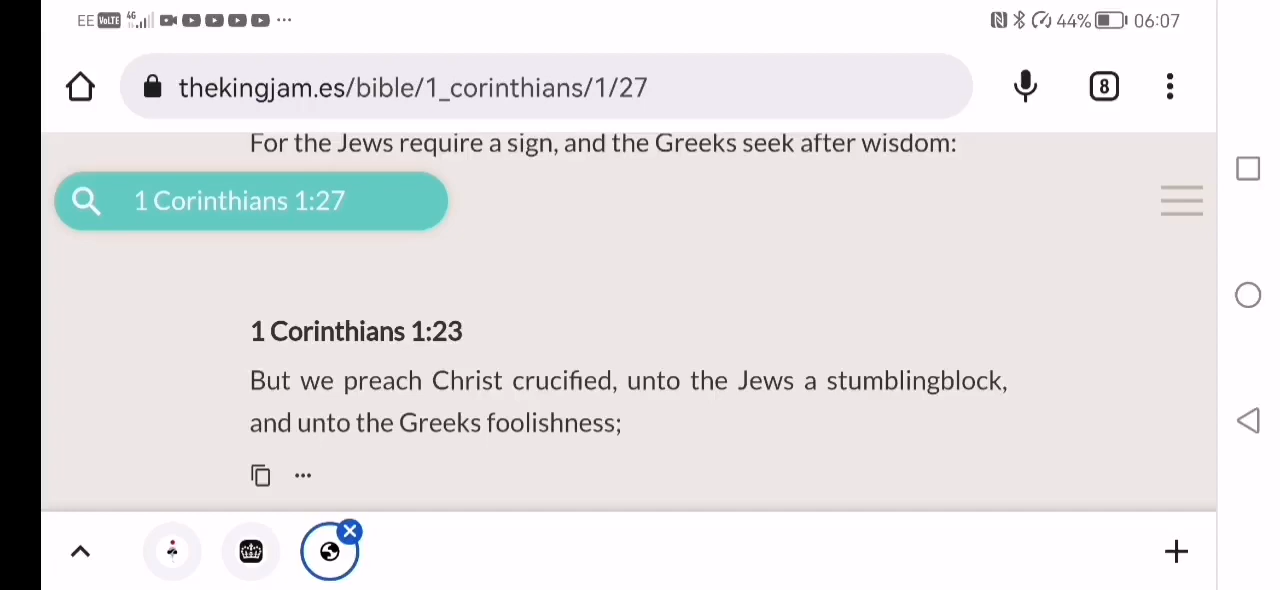 EE VoLTE 4G 44% 06:07
thekingjam.es/bible/1_corinthians/1/27 8
For the Jews require a sign, and the Greeks seek after wisdom:
1 Corinthians 1:27
1 Corinthians 1:23
But we preach Christ crucified, unto the Jews a stumblingblock,
and unto the Greeks foolishness;